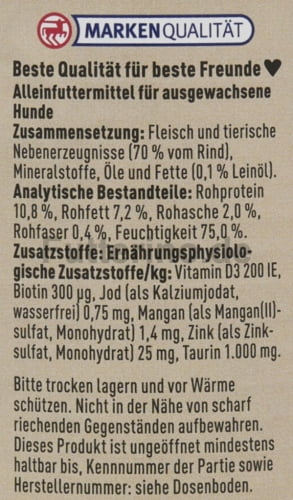 MARKENQUALITÄT
Beste Qualität für beste Freunde ♥
Alleinfuttermittel für ausgewachsene
Hunde
Zusammensetzung: Fleisch und tierische
Nebenerzeugnisse (70 % vom Rind),
Mineralstoffe, Öle und Fette (0,1 % Leinöl).
Analytische Bestandteile: Rohprotein
10,8 %, Rohfett 7,2 %, Rohasche 2,0 %,
Rohfaser 0,4 %, Feuchtigkeit 75,0 %.
Zusatzstoffe: Ernährungsphysiolo-
gische Zusatzstoffe/kg: Vitamin D3 200 IE,
Biotin 300 µg, Jod (als Kalziumjodat,
wasserfrei) 0,75 mg, Mangan (als Mangan(II)-
sulfat, Monohydrat) 1,4 mg, Zink (als Zink-
sulfat, Monohydrat) 25 mg, Taurin 1.000 mg.
Bitte trocken lagern und vor Wärme
schützen. Nicht in der Nähe von scharf
riechenden Gegenständen aufbewahren.
Dieses Produkt ist ungeöffnet mindestens
haltbar bis, Kennnummer der Partie sowie
Herstellernummer: siehe Dosenboden.